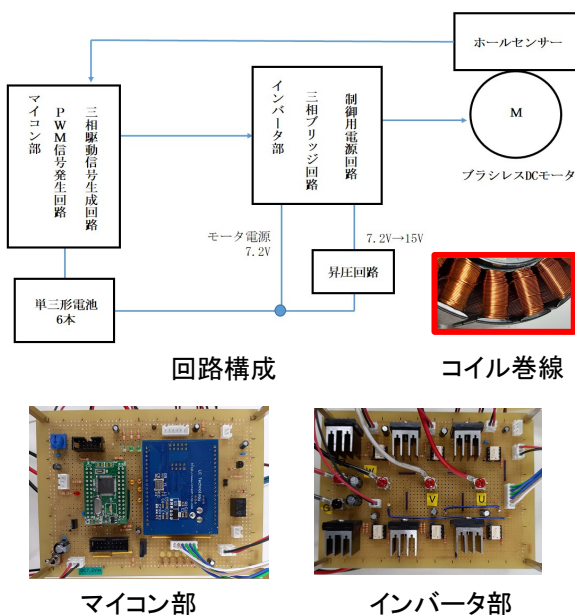 ホールセンサー
マイコン部
PWM信号発生回路
三相駆動信号生成回路
インバータ部
三相ブリッジ回路
制御用電源回路
M
ブラシレスDCモータ
モータ電源
7.2V
7.2V→15V
昇圧回路
単三形電池
6本
回路構成
コイル巻線
W
V
U
マイコン部
インバータ部